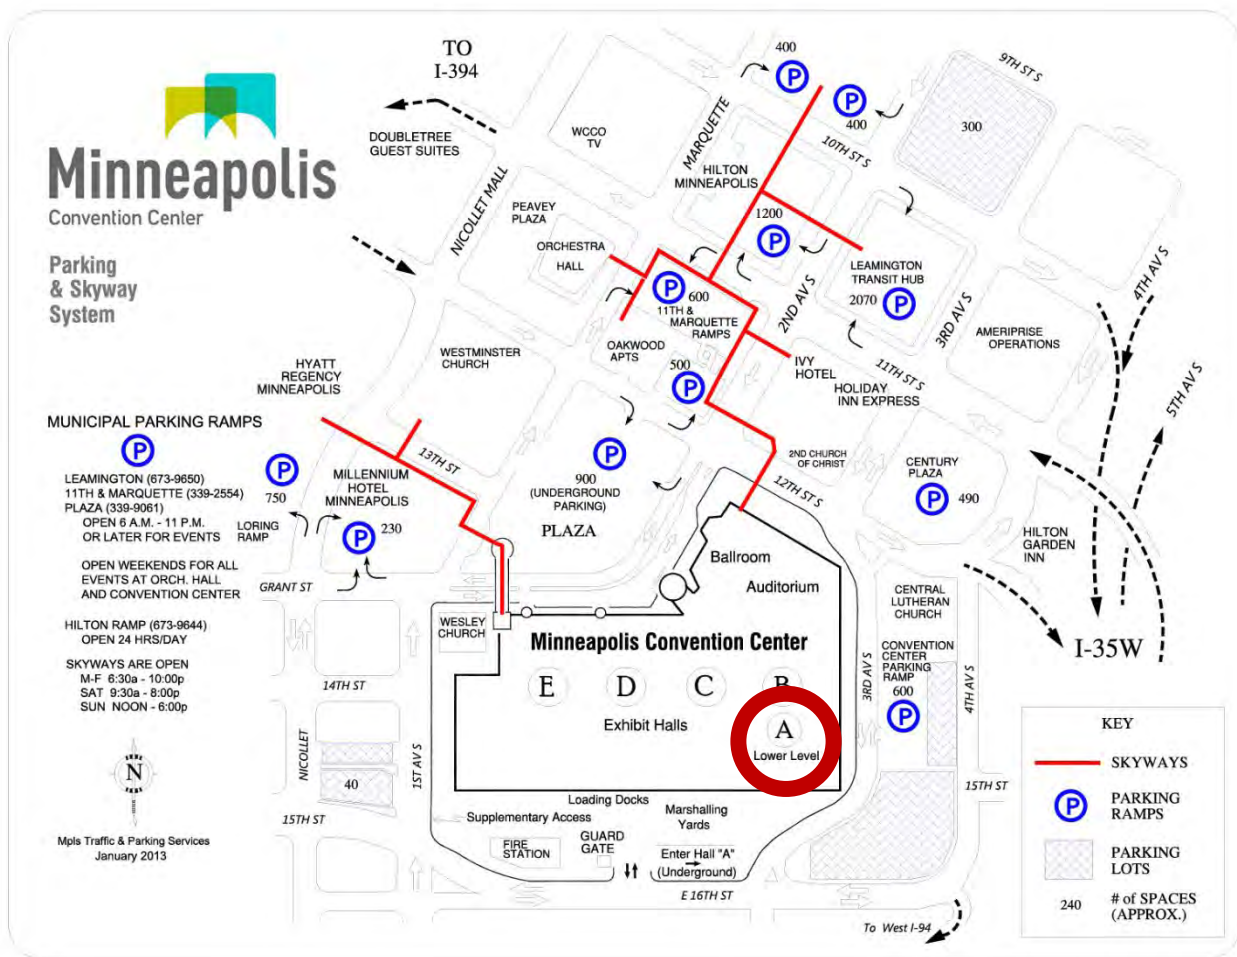 Minneapolis
Convention Center
Parking
& Skyway
System
TO
I-394
DOUBLETREE
GUEST SUITES
WCCO
TV
NICOLLET MALL
MARQUETTE
400
P
P
400
10TH ST S
9TH ST S
300
HILTON
MINNEAPOLIS
PEAVEY
PLAZA
ORCHESTRA
HALL
1200
P
2ND AV S
LEAMINGTON
TRANSIT HUB
2070
P
3RD AV S
4TH AV S
5TH AV S
AMERIPRISE
OPERATIONS
P
600
11TH &
MARQUETTE
RAMPS
OAKWOOD
APTS
500
P
IVY
HOTEL
11TH ST S
HOLIDAY
INN EXPRESS
WESTMINSTER
CHURCH
HYATT
REGENCY
MINNEAPOLIS
13TH ST
MILLENNIUM
HOTEL
MINNEAPOLIS
P
750
LORING
RAMP
P
230
GRANT ST
P
900
(UNDERGROUND
PARKING)
PLAZA
2ND CHURCH
OF CHRIST
12TH ST S
CENTURY
PLAZA
P
490
HILTON
GARDEN
INN
I-35W
MUNICIPAL PARKING RAMPS
P
LEAMINGTON (673-9650)
11TH & MARQUETTE (339-2554)
PLAZA (339-9061)
OPEN 6 A.M. - 11 P.M.
OR LATER FOR EVENTS
OPEN WEEKENDS FOR ALL
EVENTS AT ORCH. HALL
AND CONVENTION CENTER
HILTON RAMP (673-9644)
OPEN 24 HRS/DAY
SKYWAYS ARE OPEN
M-F 6:30a - 10:00p
SAT 9:30a - 8:00p
SUN NOON - 6:00p
N
Mpls Traffic & Parking Services
January 2013
Ballroom
Auditorium
WESLEY
CHURCH
Minneapolis Convention Center
E
D
C
B
A
Lower Level
Exhibit Halls
CENTRAL
LUTHERAN
CHURCH
CONVENTION
CENTER
PARKING
RAMP
600
P
3RD AV S
4TH AV S
14TH ST
NICOLLET
40
15TH ST
1ST AV S
15TH ST
Loading Docks
Supplementary Access
Marshalling
Yards
FIRE
STATION
GUARD
GATE
Enter Hall "A"
(Underground)
E 16TH ST
To West I-94
KEY
SKYWAYS
P
PARKING
RAMPS
PARKING
LOTS
240
# of SPACES
(APPROX.)